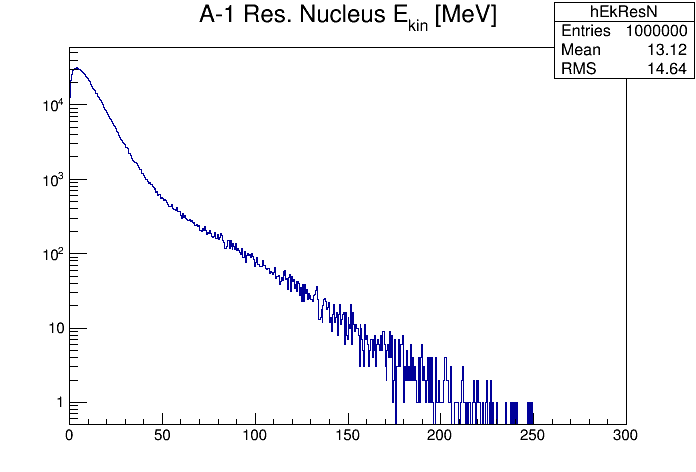 A-1 Res. Nucleus E_kin [MeV]
hEkResN
Entries 1000000
Mean 13.12
RMS 14.64
10^4
10^3
10^2
10
1
0 50 100 150 200 250 300